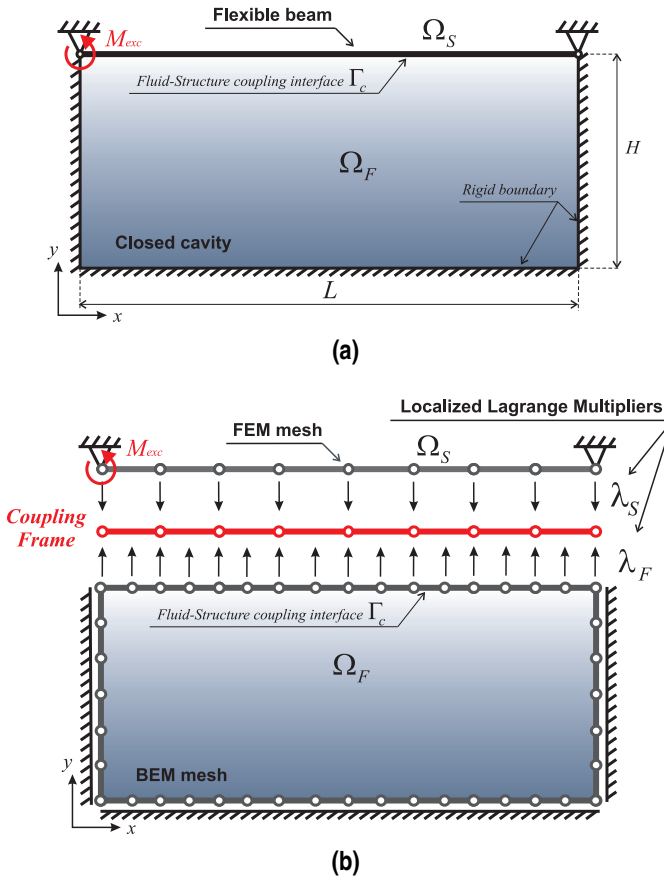 Flexible beam
Ω_S
M_exc
Fluid-Structure coupling interface Γ_c
Ω_F
H
Rigid boundary
Closed cavity
y
x
L
(a)
Localized Lagrange Multipliers
FEM mesh
Ω_S
M_exc
λ_S
Coupling
Frame
λ_F
Fluid-Structure coupling interface Γ_c
Ω_F
BEM mesh
y
x
(b)